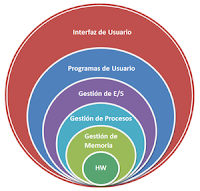 Interfaz de Usuario
Programas de Usuario
Gestión de E/S
Gestión de Procesos
Gestión de
Memoria
HW